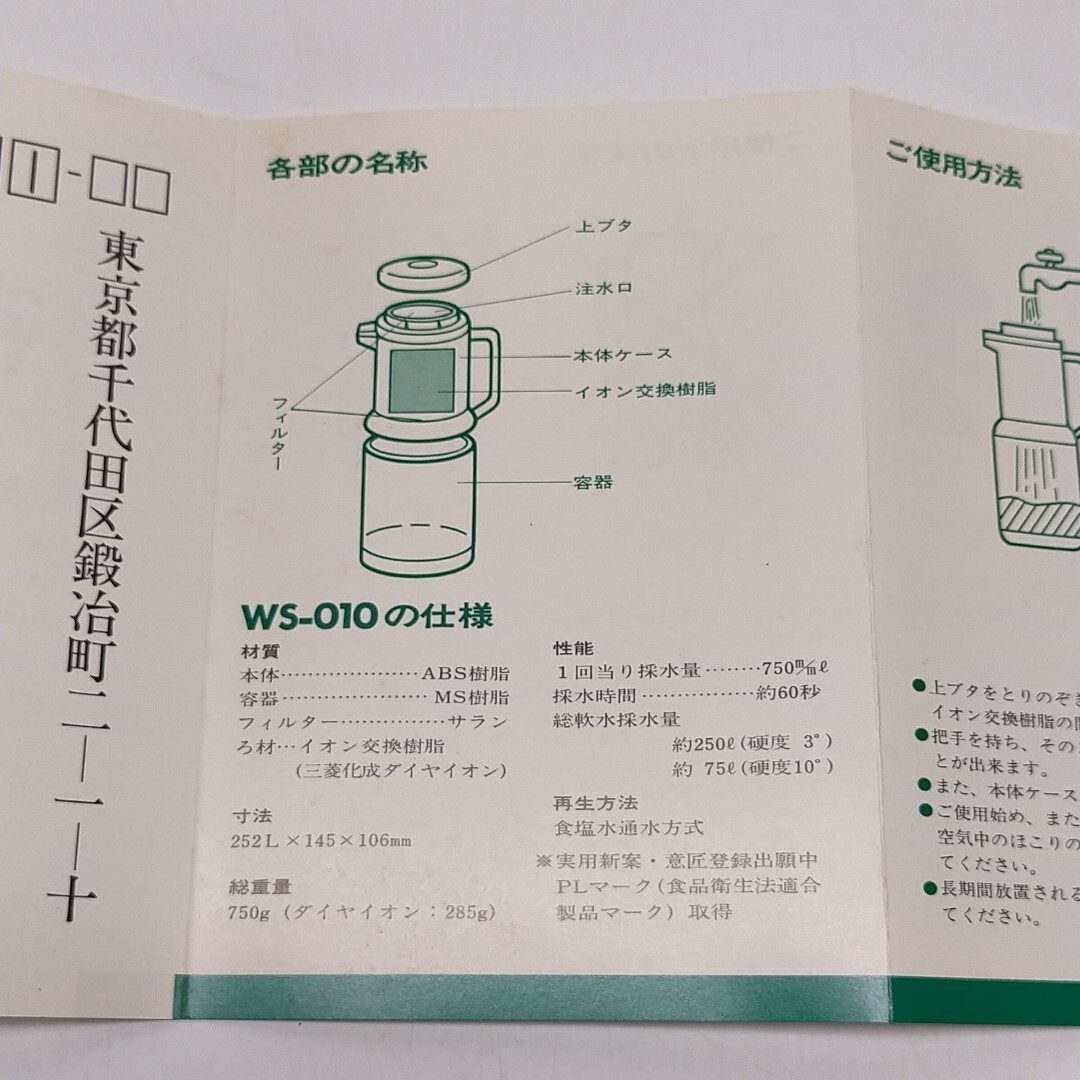 1-
東京都千代田区鍛冶町二―一―十
各部の名称
上ブタ
注水口
本体ケース
イオン交換樹脂
フィルター
容器
WS-010の仕様
材質
本体…………………ABS樹脂
容器…………………MS樹脂
フィルター……………サラン
ろ材…イオン交換樹脂
(三菱化成ダイヤイオン)
寸法
252L×145×106mm
総重量
750g (ダイヤイオン：285g)
性能
1回当り採水量………750㎖
採水時間………………約60秒
総軟水採水量
約250ℓ(硬度 3°)
約 75ℓ(硬度10°)
再生方法
食塩水通水方式
※実用新案・意匠登録出願中
PLマーク(食品衛生法適合
製品マーク) 取得
ご使用方法
●上ブタをとりのぞき
イオン交換樹脂の間
●把手を持ち、その
とが出来ます。
●また、本体ケース
●ご使用始め、また
空気中のほこりの
てください。
●長期間放置される
てください。